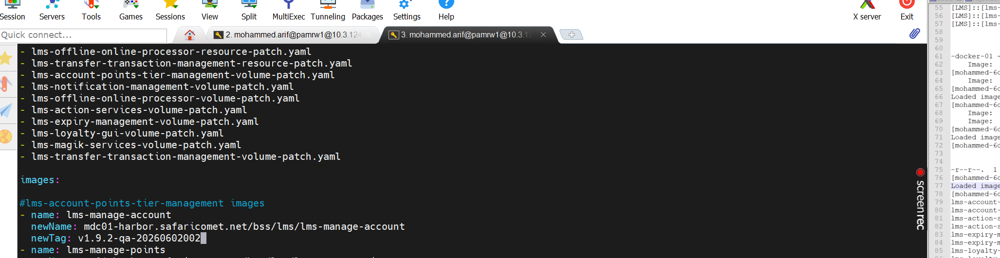 Session Servers Tools Games Sessions View Split MultiExec Tunneling Packages Settings Help X server Exit
Quick connect...
2. mohammed.arif@pamrw1@10.3.124
3. mohammed.arif@pamrw1@10.3.12
- lms-offline-online-processor-resource-patch.yaml
- lms-transfer-transaction-management-resource-patch.yaml
- lms-account-points-tier-management-volume-patch.yaml
- lms-notification-management-volume-patch.yaml
- lms-offline-online-processor-volume-patch.yaml
- lms-action-services-volume-patch.yaml
- lms-expiry-management-volume-patch.yaml
- lms-loyalty-gui-volume-patch.yaml
- lms-magik-services-volume-patch.yaml
- lms-transfer-transaction-management-volume-patch.yaml
images:
#lms-account-points-tier-management images
- name: lms-manage-account
newName: mdc01-harbor.safaricomet.net/bss/lms/lms-manage-account
newTag: v1.9.2-qa-20260602002
- name: lms-manage-points
screenrec
55 [LMS]::[lms-
56 [LMS]::[lms-
57 [LMS]::[lms-
58
59
60
61 -docker-01 ~
62 Image:
63 [mohammed-6d
64 Image:
65 [mohammed-6d
66 Loaded image
67 [mohammed-6d
68 Image:
69 Image:
70 [mohammed-6d
71 Loaded image
72 [mohammed-6d
73
74
75 -r--r--. 1
76 [mohammed-6d
77 Loaded image
78 [mohammed-6d
79 lms-account-
80 lms-account-
81 lms-action-s
82 lms-action-s
83 lms-expiry-m
84 lms-expiry-m
85 lms-loyalty-